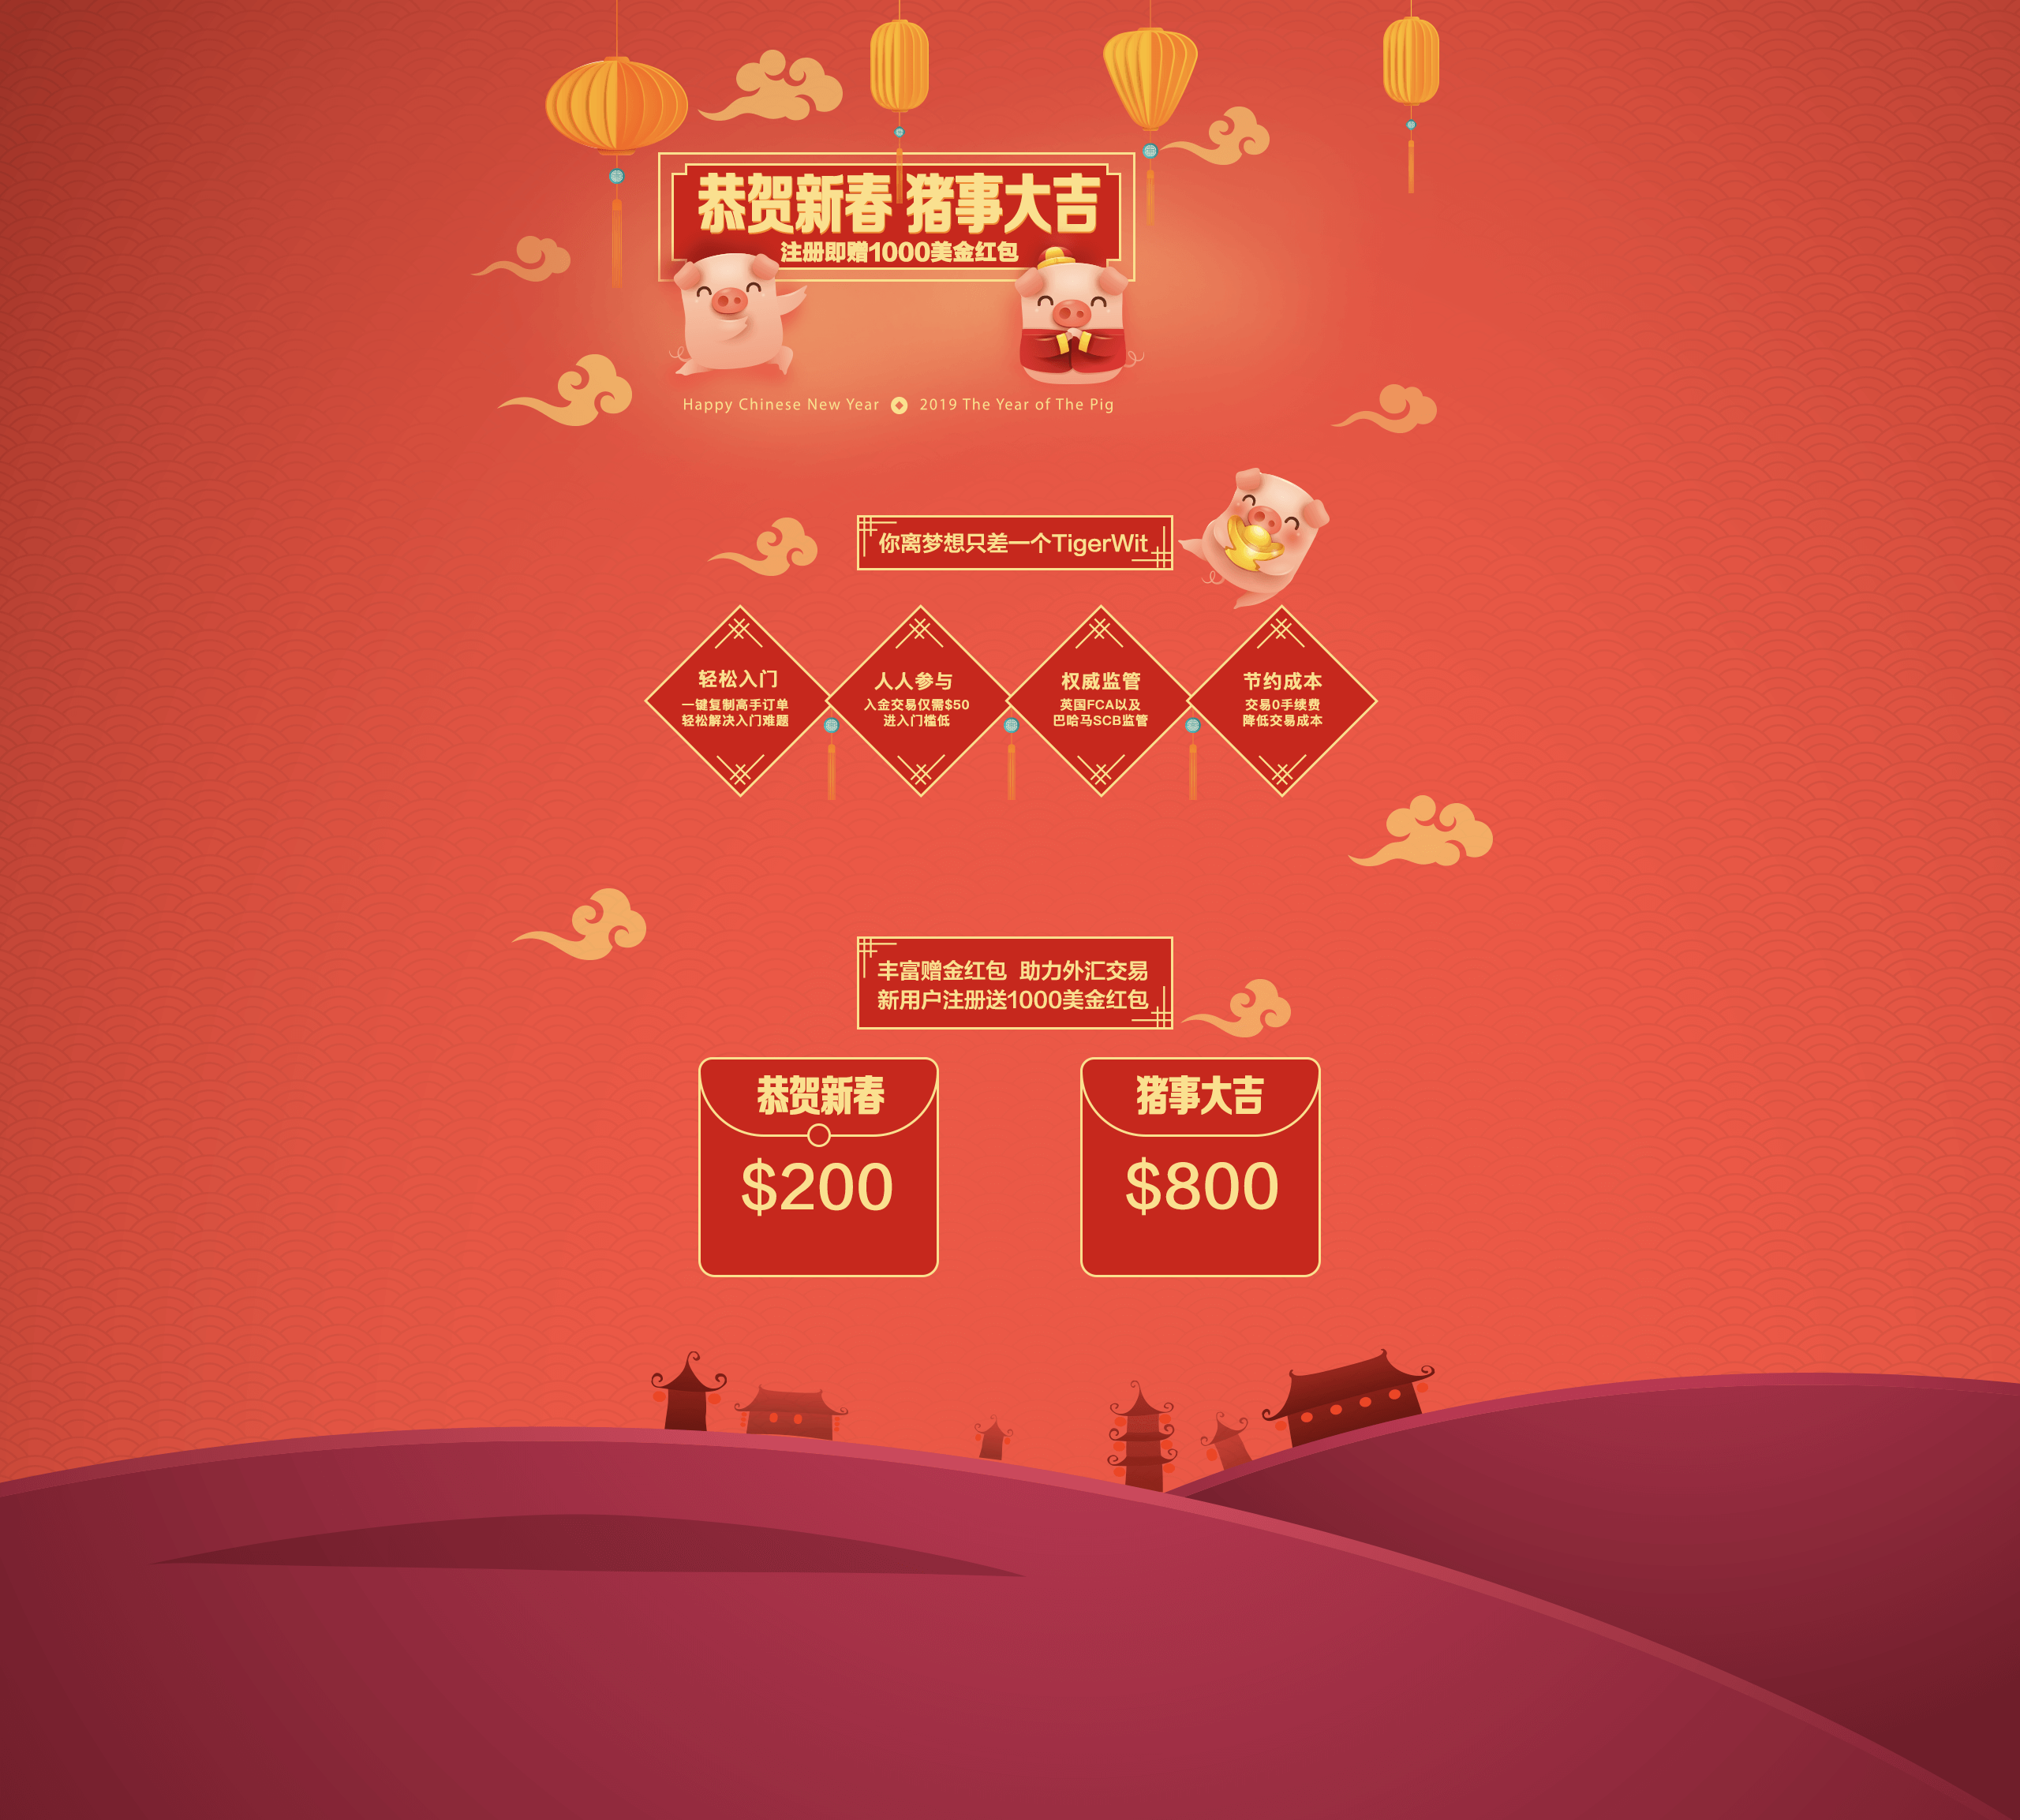 恭贺新春 猪事大吉
注册即赠1000美金红包
Happy Chinese New Year 2019 The Year of The Pig
你离梦想只差一个TigerWit
轻松入门
一键复制高手订单
轻松解决入门难题
人人参与
入金交易仅需$50
进入门槛低
权威监管
英国FCA以及
巴哈马SCB监管
节约成本
交易0手续费
降低交易成本
丰富赠金红包 助力外汇交易
新用户注册送1000美金红包
恭贺新春
$200
猪事大吉
$800